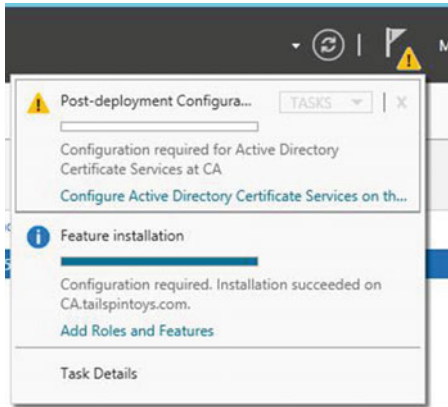 M
Post-deployment Configura...
TASKS
X
Configuration required for Active Directory
Certificate Services at CA
Configure Active Directory Certificate Services on th...
Feature installation
Configuration required. Installation succeeded on
CA.tailspintoys.com.
Add Roles and Features
Task Details